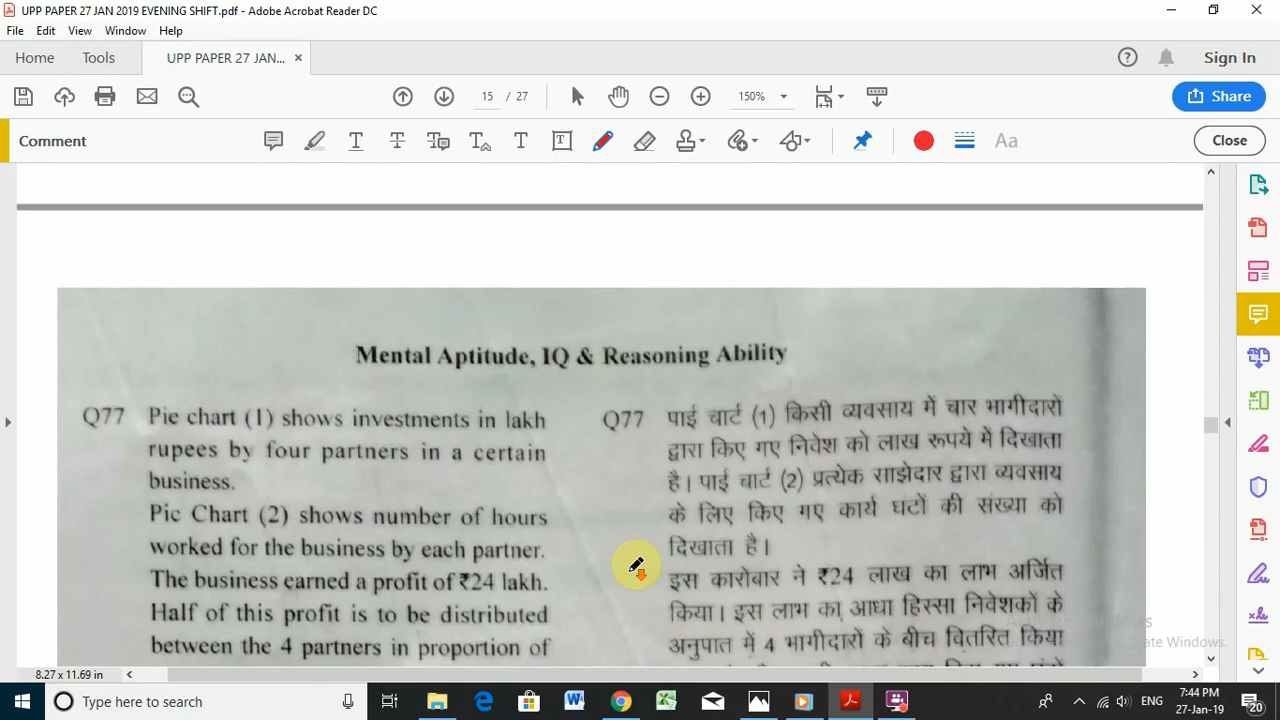 UPP PAPER 27 JAN 2019 EVENING SHIFT.pdf - Adobe Acrobat Reader DC
File Edit View Window Help
Home Tools UPP PAPER 27 JAN... × Sign In
15 / 27 150% Share
Comment Aa Close
Mental Aptitude, IQ & Reasoning Ability
Q77 Pie chart (1) shows investments in lakh
rupees by four partners in a certain
business.
Pic Chart (2) shows number of hours
worked for the business by each partner.
The business earned a profit of ₹24 lakh.
Half of this profit is to be distributed
between the 4 partners in proportion of
Q77 पाई चार्ट (1) किसी व्यवसाय में चार भागीदारों
द्वारा किए गए निवेश को लाख रूपये में दिखाता
है। पाई चार्ट (2) प्रत्येक साझेदार द्वारा व्यवसाय
के लिए किए गए कार्य घंटों की संख्या को
दिखाता है।
इस कारोबार ने ₹24 लाख का लाभ अर्जित
किया। इस लाभ का आधा हिस्सा निवेशकों के
अनुपात में 4 भागीदारों के बीच वितरित किया
8.27 x 11.69 in
Type here to search
ENG
7:44 PM
27-Jan-19
20